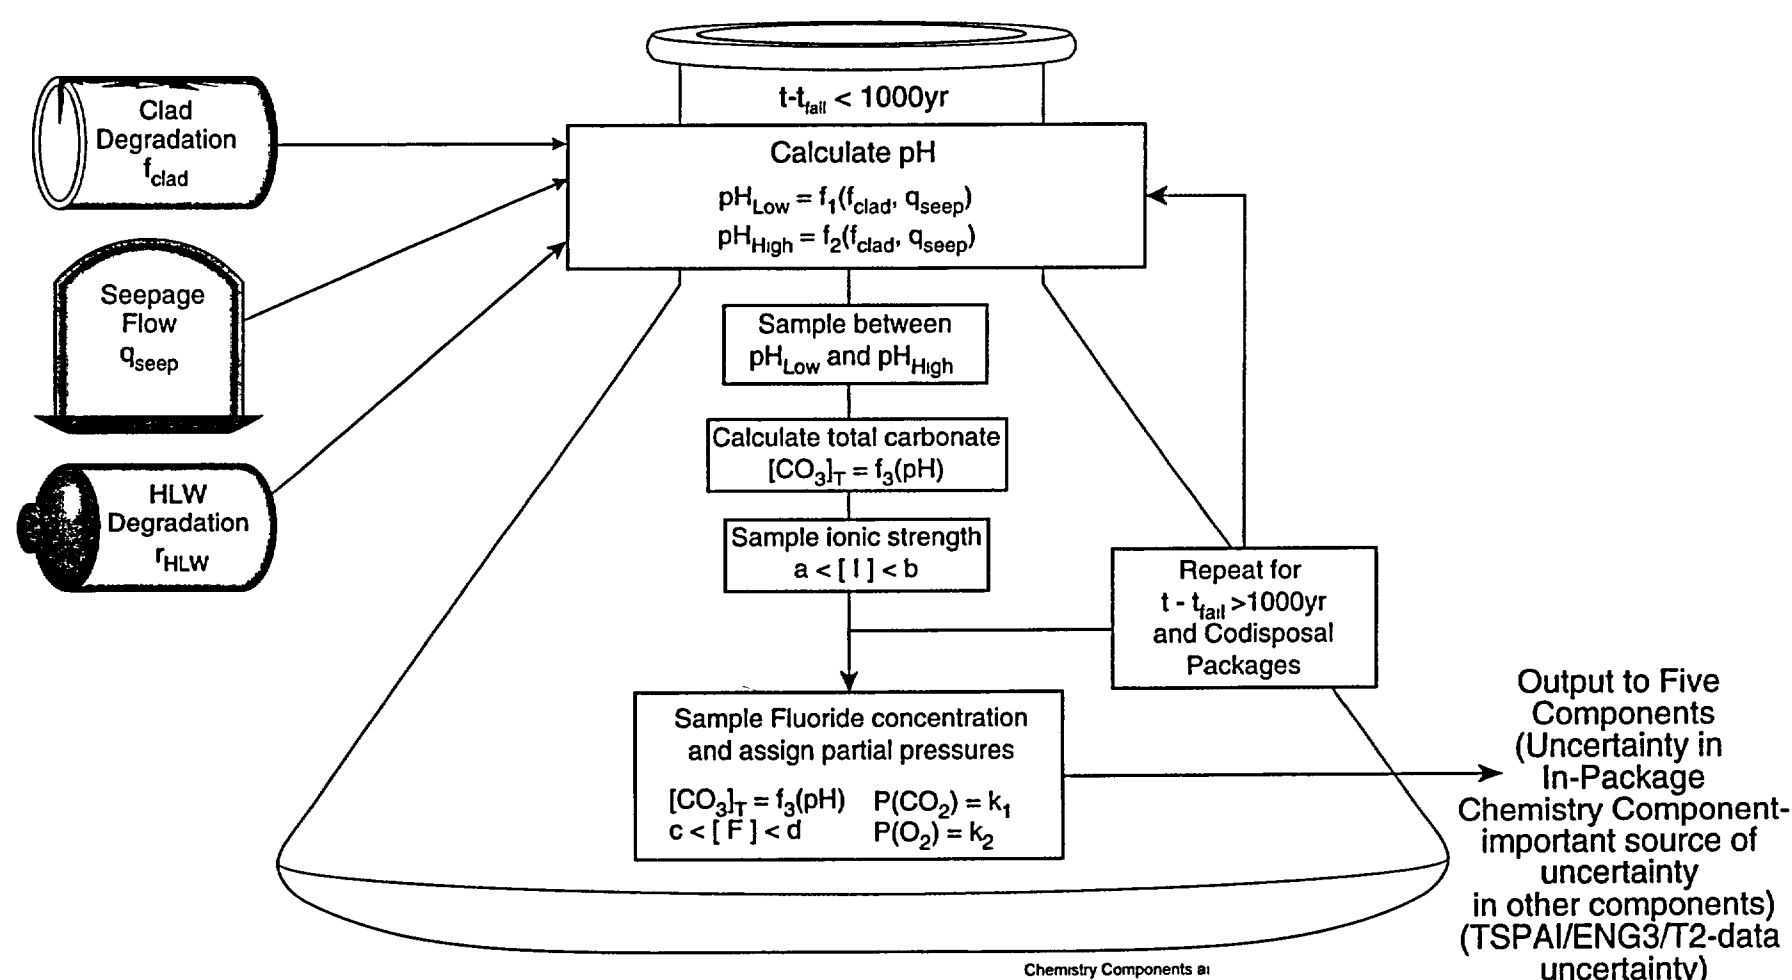 t-t_fail < 1000yr
Clad
Degradation
f_clad
Calculate pH
pH_Low = f_1(f_clad, q_seep)
pH_High = f_2(f_clad, q_seep)
Seepage
Flow
q_seep
Sample between
pH_Low and pH_High
Calculate total carbonate
[CO_3]_T = f_3(pH)
HLW
Degradation
r_HLW
Sample ionic strength
a < [ I ] < b
Repeat for
t - t_fail >1000yr
and Codisposal
Packages
Sample Fluoride concentration
and assign partial pressures
[CO_3]_T = f_3(pH) P(CO_2) = k_1
c < [ F ] < d P(O_2) = k_2
Output to Five
Components
(Uncertainty in
In-Package
Chemistry Component-
important source of
uncertainty
in other components)
(TSPAI/ENG3/T2-data
uncertainty)
Chemistry Components